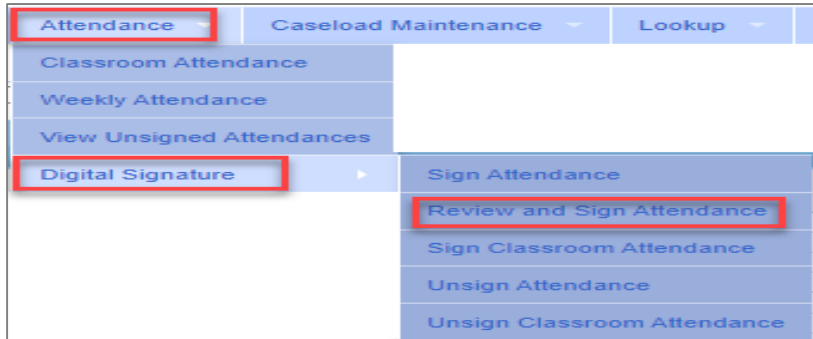 Attendance Caseload Maintenance Lookup
Classroom Attendance
Weekly Attendance
View Unsigned Attendances
Digital Signature Sign Attendance
Review and Sign Attendance
Sign Classroom Attendance
Unsign Attendance
Unsign Classroom Attendance